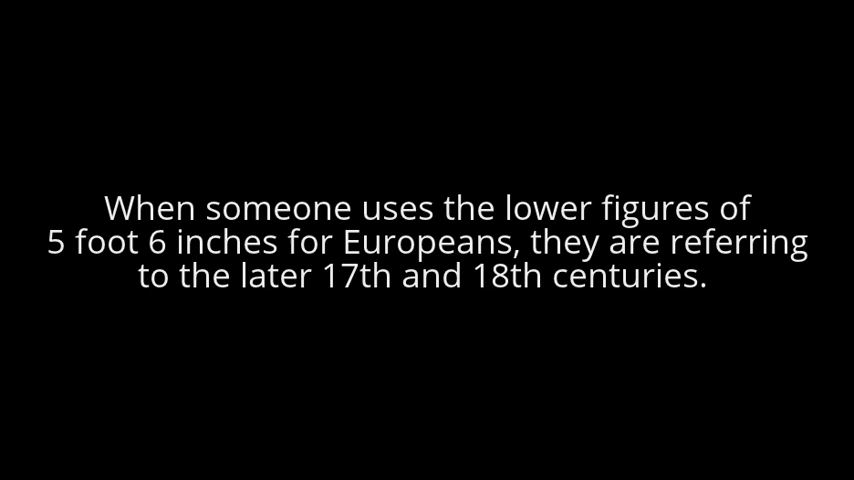 When someone uses the lower figures of
5 foot 6 inches for Europeans, they are referring
to the later 17th and 18th centuries.